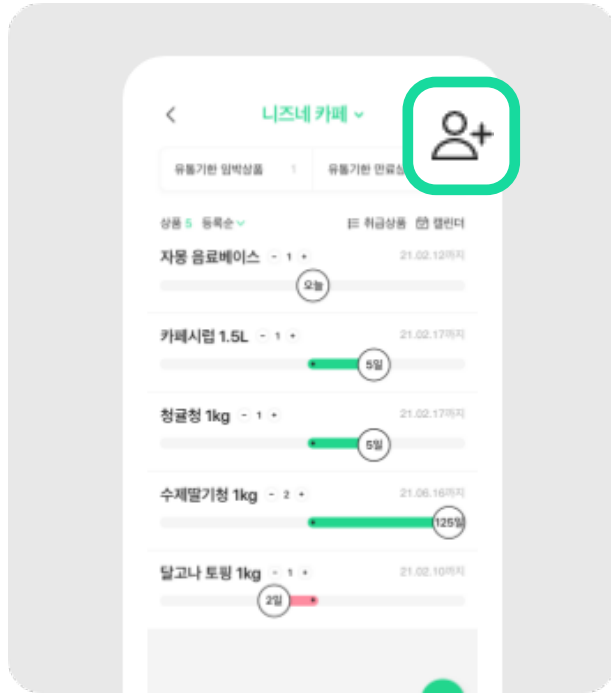 니즈네 카페
유통기한 임박상품 1 유통기한 만료상
상품 5 등록순 취급상품 캘린더
자몽 음료베이스 - 1 + 21.02.12까지
오늘
카페시럽 1.5L - 1 + 21.02.17까지
5일
청귤청 1kg - 1 + 21.02.17까지
5일
수제딸기청 1kg - 2 + 21.06.16까지
125일
달고나 토핑 1kg - 1 + 21.02.10까지
2일